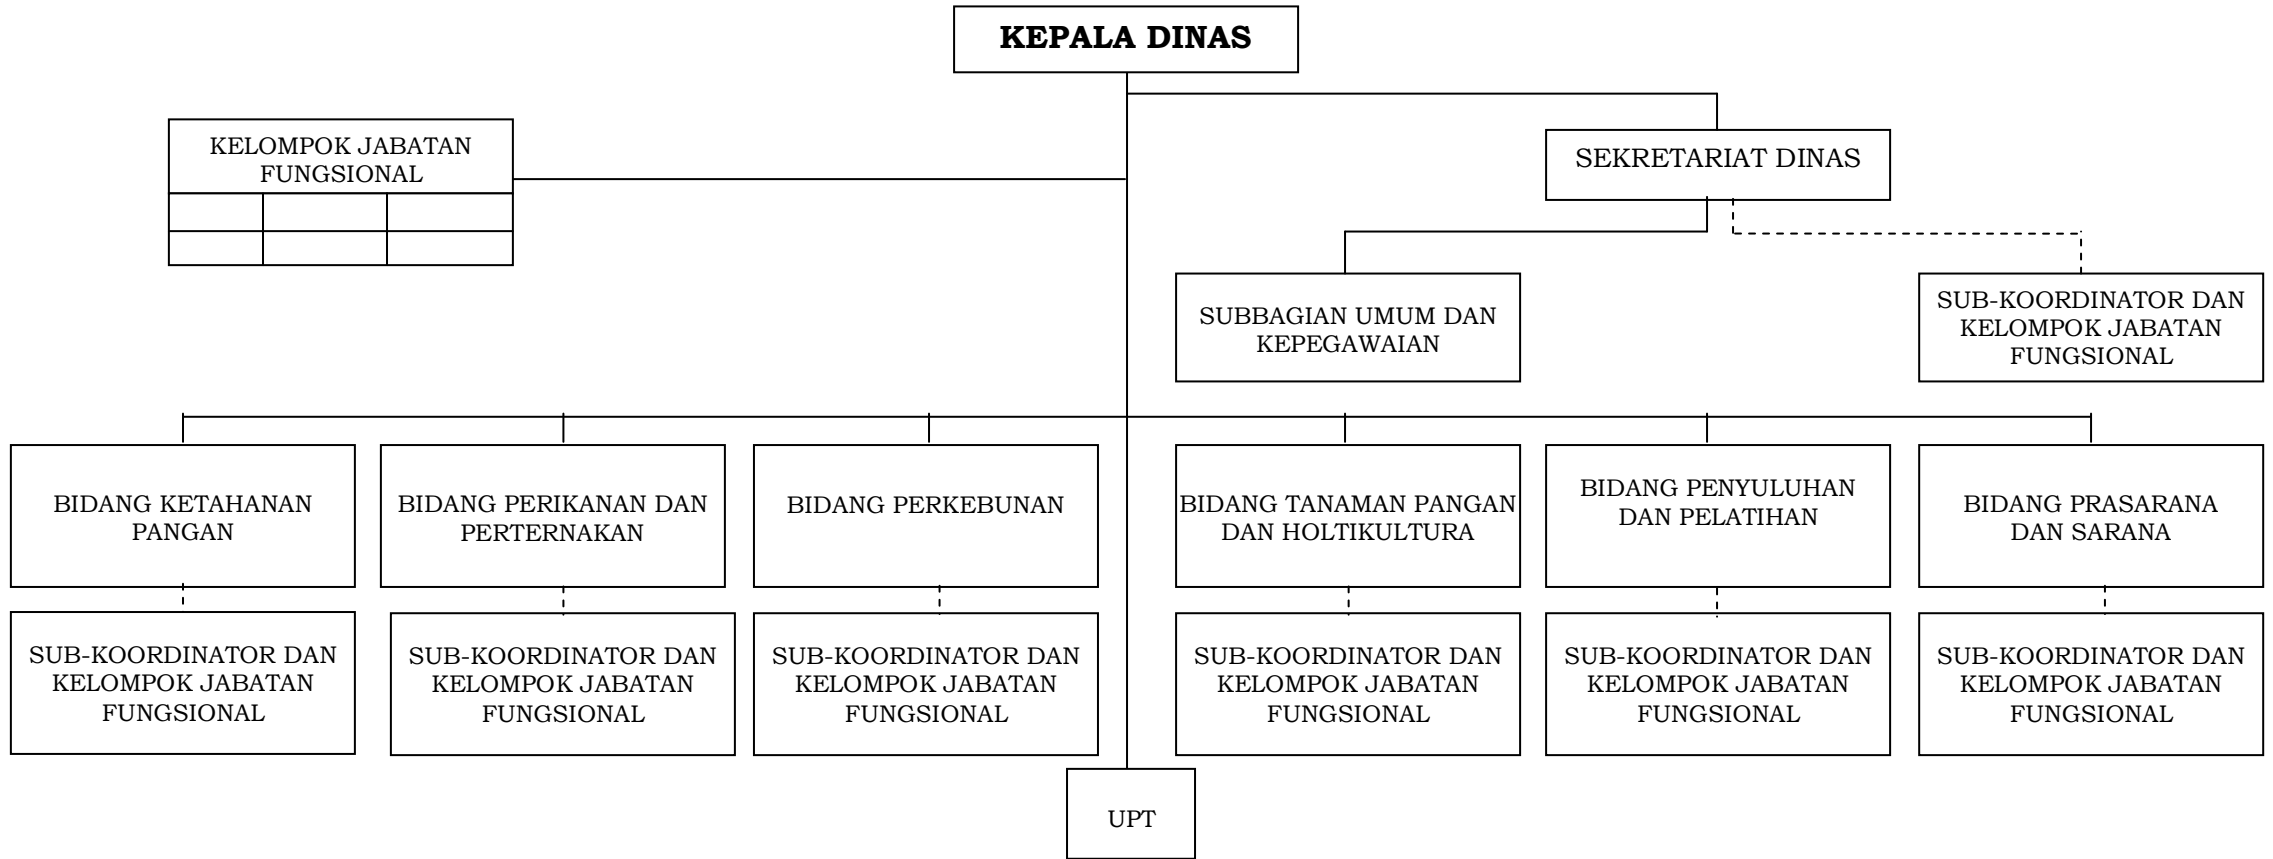 KEPALA DINAS
KELOMPOK JABATAN
FUNGSIONAL
SEKRETARIAT DINAS
SUBBAGIAN UMUM DAN
KEPEGAWAIAN
SUB-KOORDINATOR DAN
KELOMPOK JABATAN
FUNGSIONAL
BIDANG KETAHANAN
PANGAN
BIDANG PERIKANAN DAN
PERTERNAKAN
BIDANG PERKEBUNAN
BIDANG TANAMAN PANGAN
DAN HOLTIKULTURA
BIDANG PENYULUHAN
DAN PELATIHAN
BIDANG PRASARANA
DAN SARANA
SUB-KOORDINATOR DAN
KELOMPOK JABATAN
FUNGSIONAL
SUB-KOORDINATOR DAN
KELOMPOK JABATAN
FUNGSIONAL
SUB-KOORDINATOR DAN
KELOMPOK JABATAN
FUNGSIONAL
SUB-KOORDINATOR DAN
KELOMPOK JABATAN
FUNGSIONAL
SUB-KOORDINATOR DAN
KELOMPOK JABATAN
FUNGSIONAL
SUB-KOORDINATOR DAN
KELOMPOK JABATAN
FUNGSIONAL
UPT